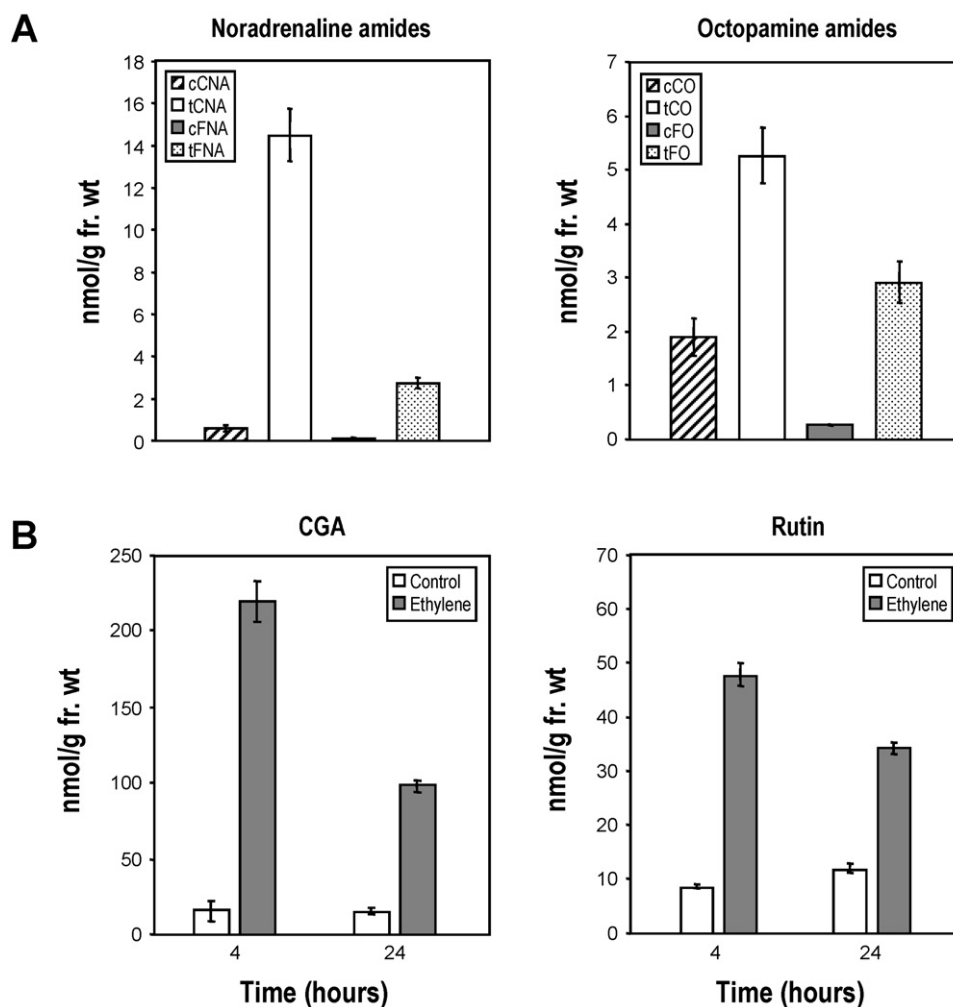 A
Noradrenaline amides
18
16
14
12
10
8
6
4
2
0
nmol/g fr. wt
cCNA
tCNA
cFNA
tFNA
Octopamine amides
7
6
5
4
3
2
1
0
nmol/g fr. wt
cCO
tCO
cFO
tFO
B
CGA
250
200
150
100
50
0
nmol/g fr. wt
Control
Ethylene
4 24
Time (hours)
Rutin
70
60
50
40
30
20
10
0
nmol/g fr. wt
Control
Ethylene
4 24
Time (hours)